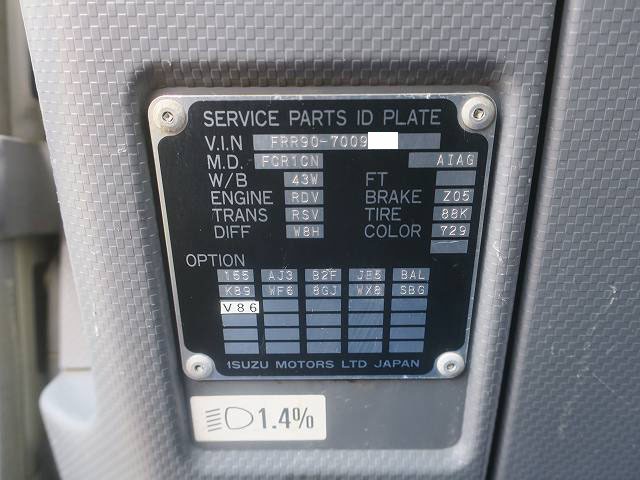 SERVICE PARTS ID PLATE
V.I.N FRR90-7009
M.D. FCR1CN AIAG
W/B 43W FT
ENGINE RDV BRAKE Z05
TRANS RSV TIRE 88K
DIFF W8H COLOR 729
OPTION
155 AJ3 B2F JE5 BAL
K89 WF6 8GJ WX8 SBG
V86
ISUZU MOTORS LTD JAPAN
1.4%